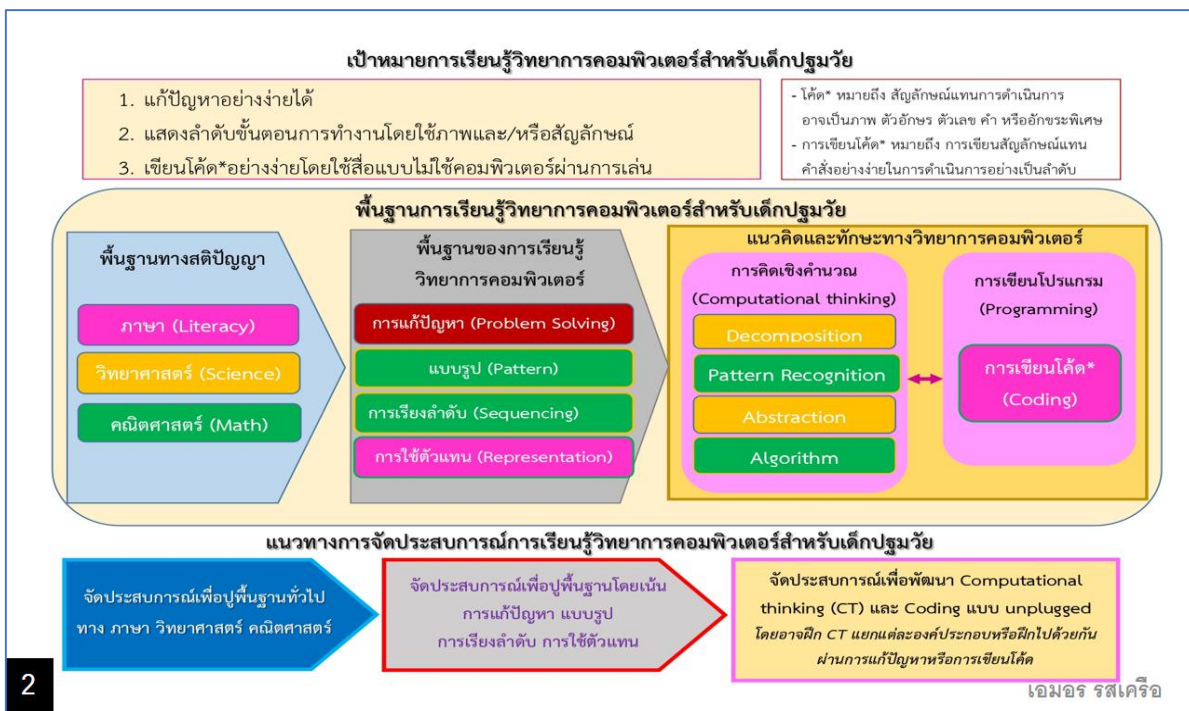 เป้าหมายการเรียนรู้วิทยาการคอมพิวเตอร์สำหรับเด็กปฐมวัย
1. แก้ปัญหาอย่างง่ายได้
2. แสดงลำดับขั้นตอนการทำงานโดยใช้ภาพและ/หรือสัญลักษณ์
3. เขียนโค้ด*อย่างง่ายโดยใช้สื่อแบบไม่ใช้คอมพิวเตอร์ผ่านการเล่น
- โค้ด* หมายถึง สัญลักษณ์แทนการดำเนินการ
อาจเป็นภาพ ตัวอักษร ตัวเลข คำ หรืออักขระพิเศษ
- การเขียนโค้ด* หมายถึง การเขียนสัญลักษณ์แทน
คำสั่งอย่างง่ายในการดำเนินการอย่างเป็นลำดับ
พื้นฐานการเรียนรู้วิทยาการคอมพิวเตอร์สำหรับเด็กปฐมวัย
พื้นฐานทางสติปัญญา
ภาษา (Literacy)
วิทยาศาสตร์ (Science)
คณิตศาสตร์ (Math)
พื้นฐานของการเรียนรู้
วิทยาการคอมพิวเตอร์
การแก้ปัญหา (Problem Solving)
แบบรูป (Pattern)
การเรียงลำดับ (Sequencing)
การใช้ตัวแทน (Representation)
แนวคิดและทักษะทางวิทยาการคอมพิวเตอร์
การคิดเชิงคำนวณ
(Computational thinking)
Decomposition
Pattern Recognition
Abstraction
Algorithm
การเขียนโปรแกรม
(Programming)
การเขียนโค้ด*
(Coding)
แนวทางการจัดประสบการณ์การเรียนรู้วิทยาการคอมพิวเตอร์สำหรับเด็กปฐมวัย
จัดประสบการณ์เพื่อปูพื้นฐานทั่วไป
ทาง ภาษา วิทยาศาสตร์ คณิตศาสตร์
จัดประสบการณ์เพื่อปูพื้นฐานโดยเน้น
การแก้ปัญหา แบบรูป
การเรียงลำดับ การใช้ตัวแทน
จัดประสบการณ์เพื่อพัฒนา Computational
thinking (CT) และ Coding แบบ unplugged
โดยอาจฝึก CT แยกแต่ละองค์ประกอบหรือฝึกไปด้วยกัน
ผ่านการแก้ปัญหาหรือการเขียนโค้ด
2
เอมอร รสเครือ